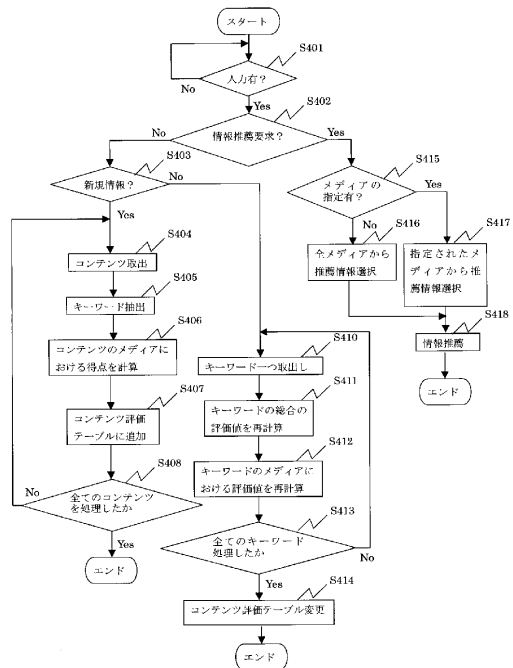 スタート
S401
入力有？
No
Yes
S402
情報推薦要求？
No
Yes
S403
新規情報？
No
Yes
S404
コンテンツ取出
S405
キーワード抽出
S406
コンテンツのメディアに
おける得点を計算
S407
コンテンツ評価
テーブルに追加
S408
全てのコンテンツ
を処理したか
No
Yes
エンド
S410
キーワード一つ取出し
S411
キーワードの総合の
評価値を再計算
S412
キーワードのメディアに
おける評価値を再計算
S413
全てのキーワード
処理したか
No
Yes
S414
コンテンツ評価テーブル変更
エンド
S415
メディアの
指定有？
Yes
No
S416
全メディアから
推薦情報選択
S417
指定されたメ
ディアから推
薦情報選択
S418
情報推薦
エンド